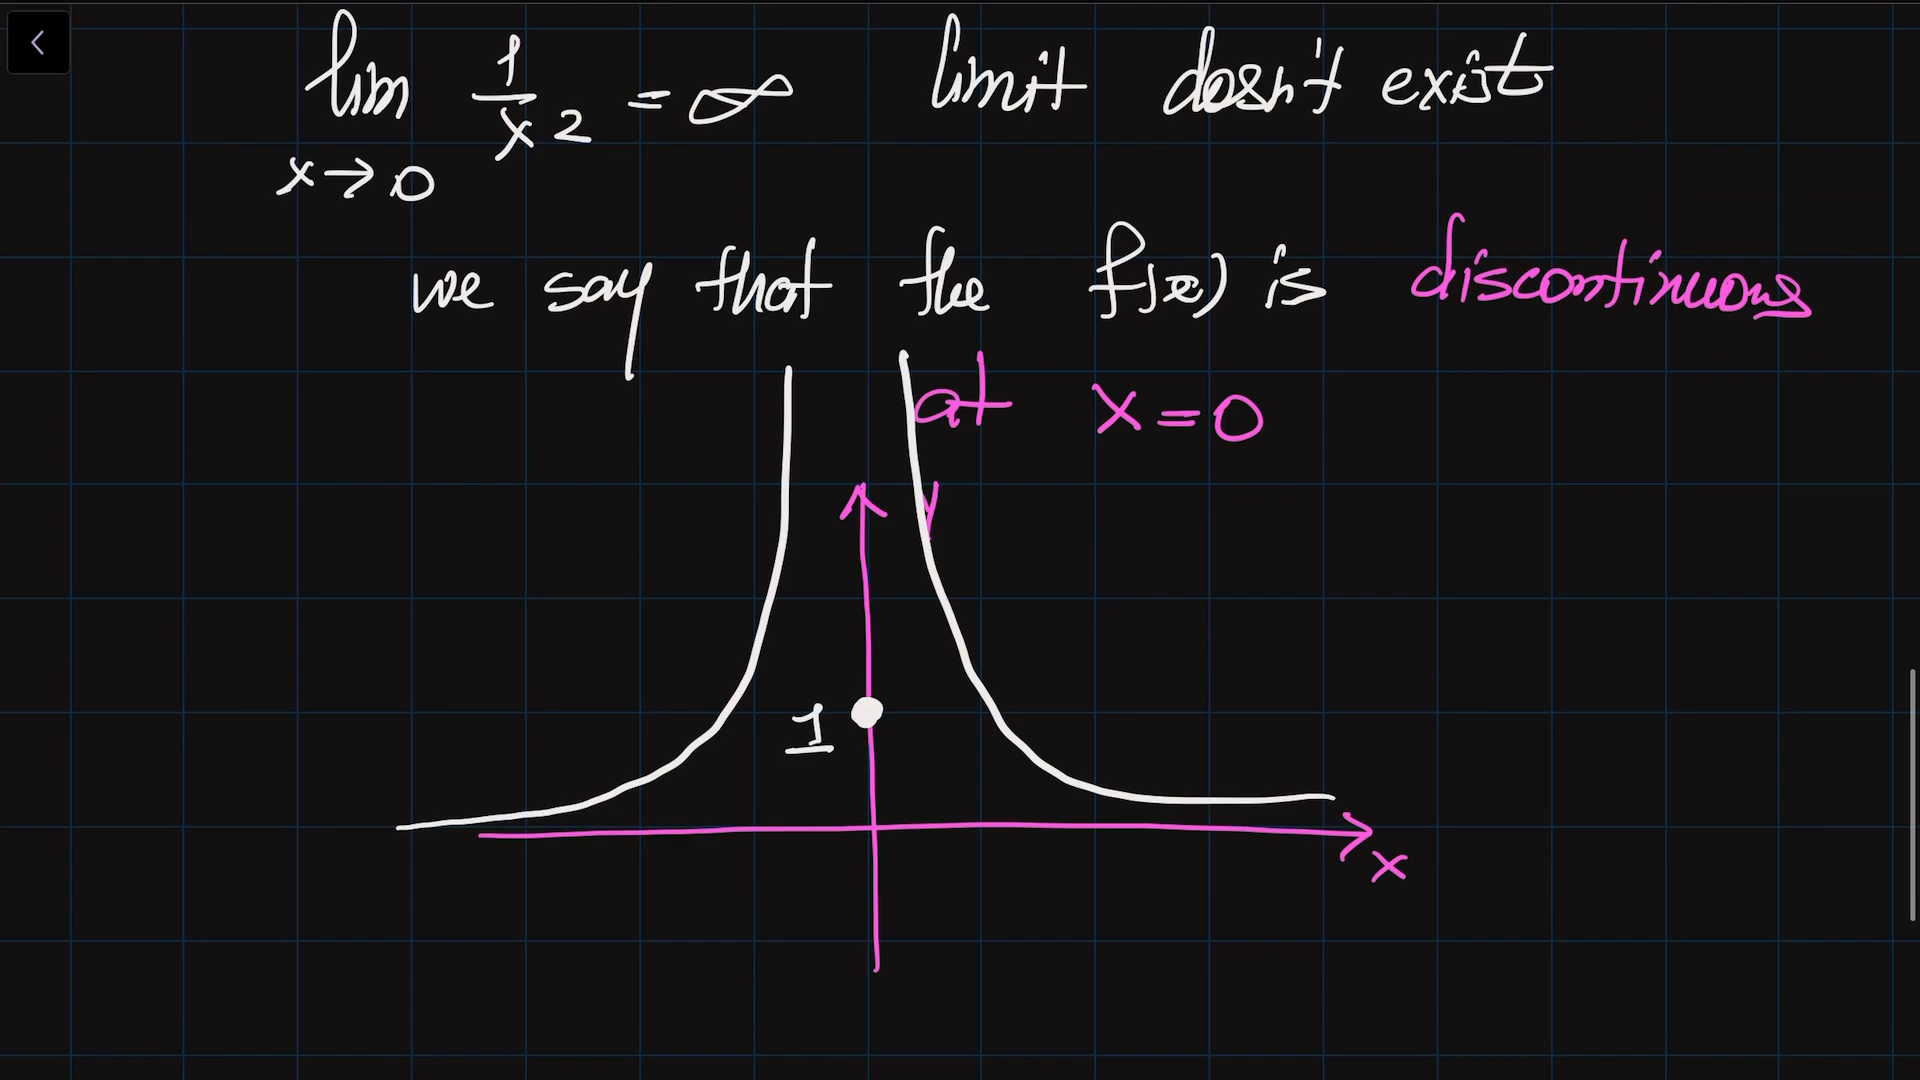 lim 1/x2 = ∞ limit doesn't exist
x→0
we say that the f(x) is discontinuous
at x=0
y
1
x